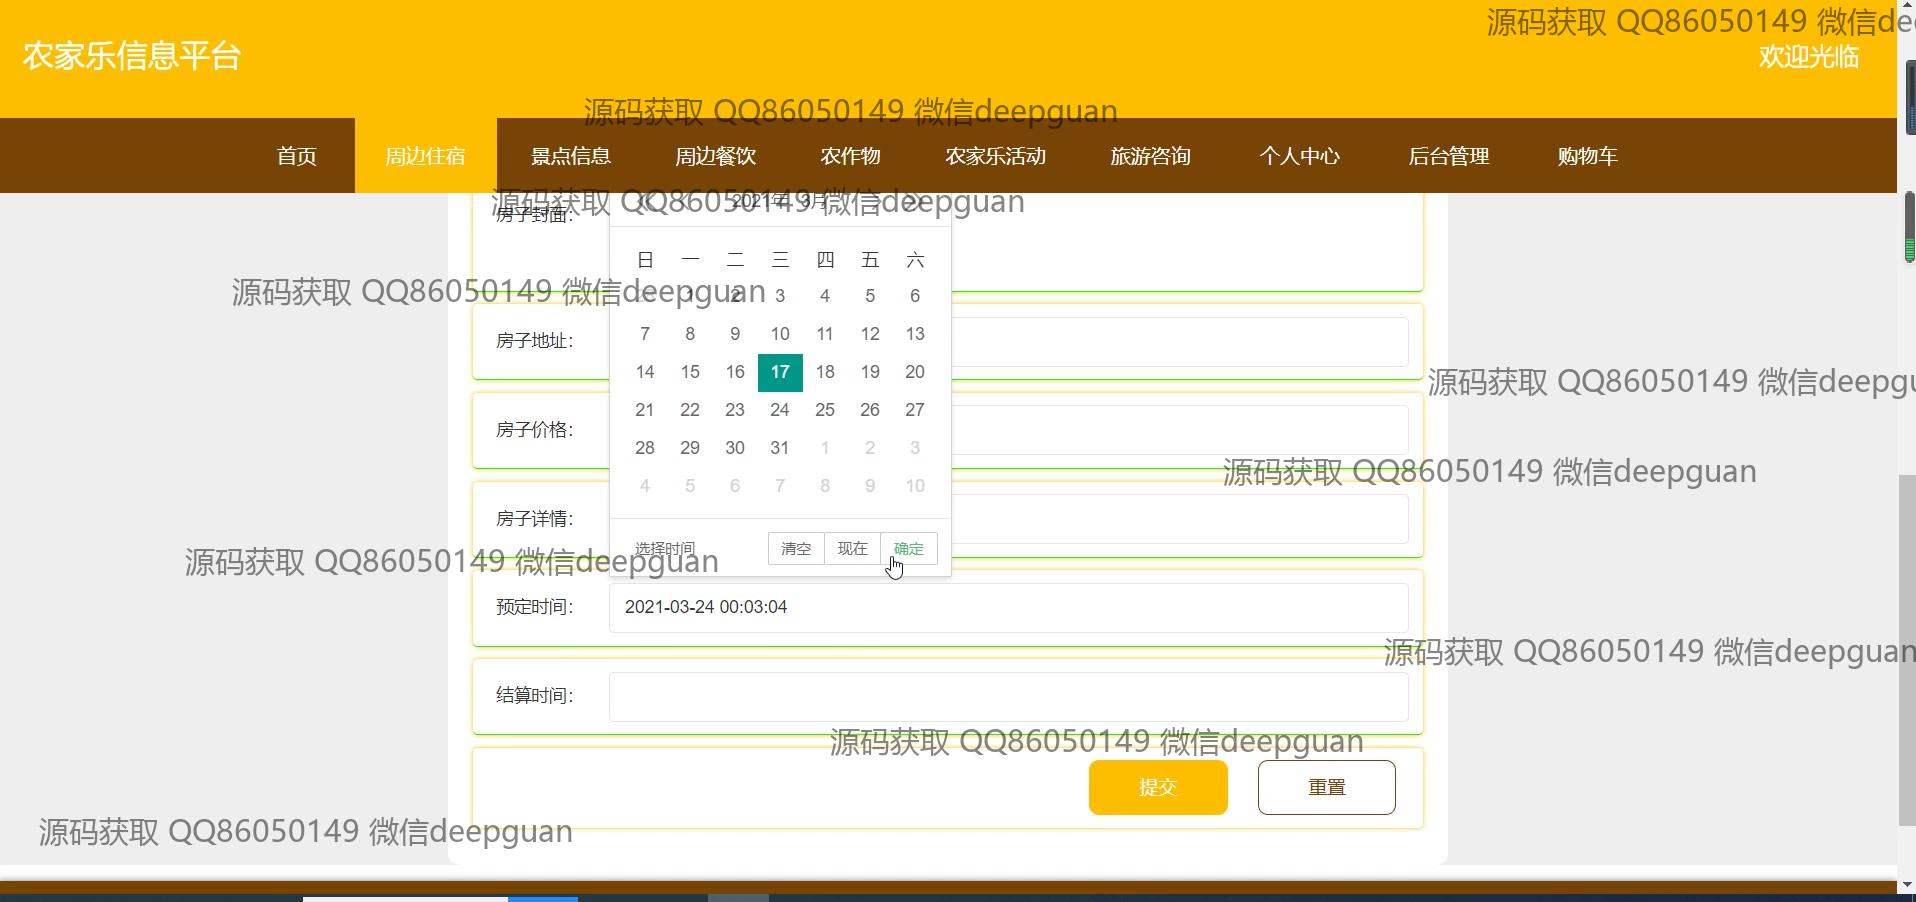 源码获取 QQ86050149 微信de
农家乐信息平台
欢迎光临
源码获取 QQ86050149 微信deepguan
首页 周边住宿 景点信息 周边餐饮 农作物 农家乐活动 旅游咨询 个人中心 后台管理 购物车
源码获取 QQ86050149 微信deepguan
2021年 3月
房子封面：
日 一 二 三 四 五 六
源码获取 QQ86050149 微信deepguan
1 2 3 4 5 6
房子地址：
7 8 9 10 11 12 13
14 15 16 17 18 19 20
源码获取 QQ86050149 微信deepgu
21 22 23 24 25 26 27
房子价格：
28 29 30 31 1 2 3
源码获取 QQ86050149 微信deepguan
4 5 6 7 8 9 10
房子详情：
选择时间 清空 现在 确定
源码获取 QQ86050149 微信deepguan
预定时间： 2021-03-24 00:03:04
源码获取 QQ86050149 微信deepguan
结算时间：
源码获取 QQ86050149 微信deepguan
提交 重置
源码获取 QQ86050149 微信deepguan